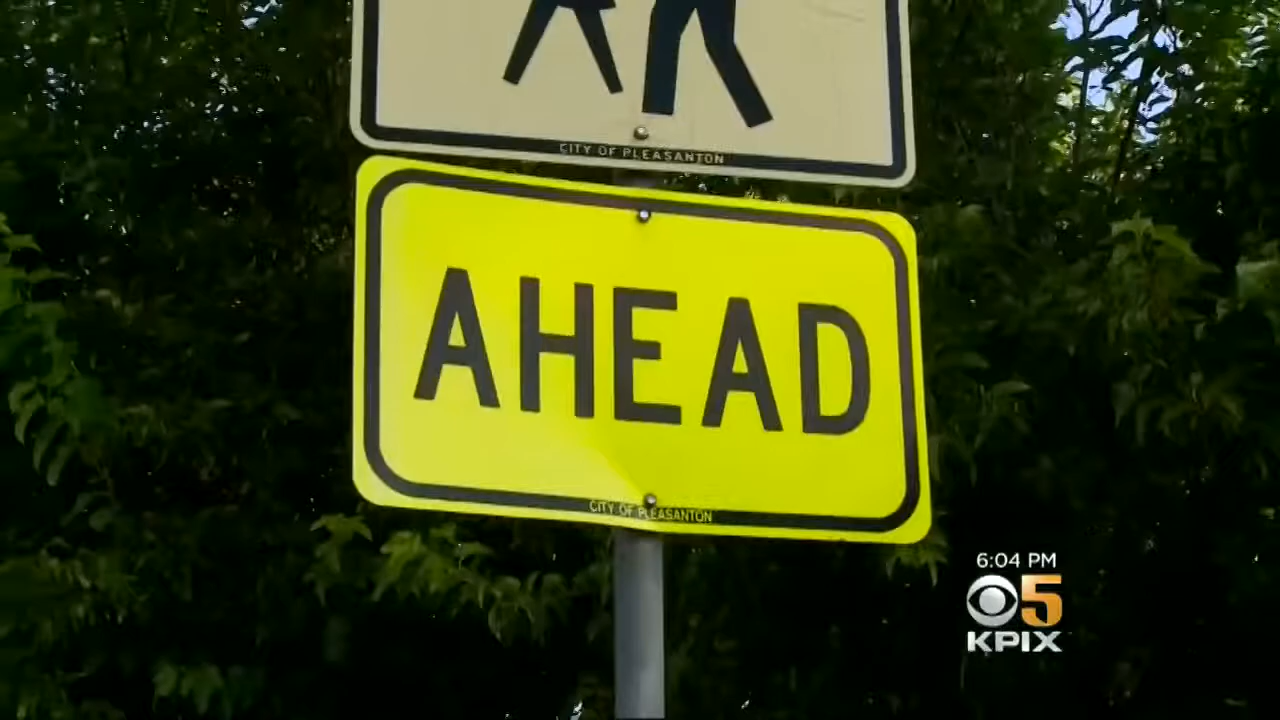 CITY OF PLEASANTON
AHEAD
CITY OF PLEASANTON
6:04 PM
5
KPIX